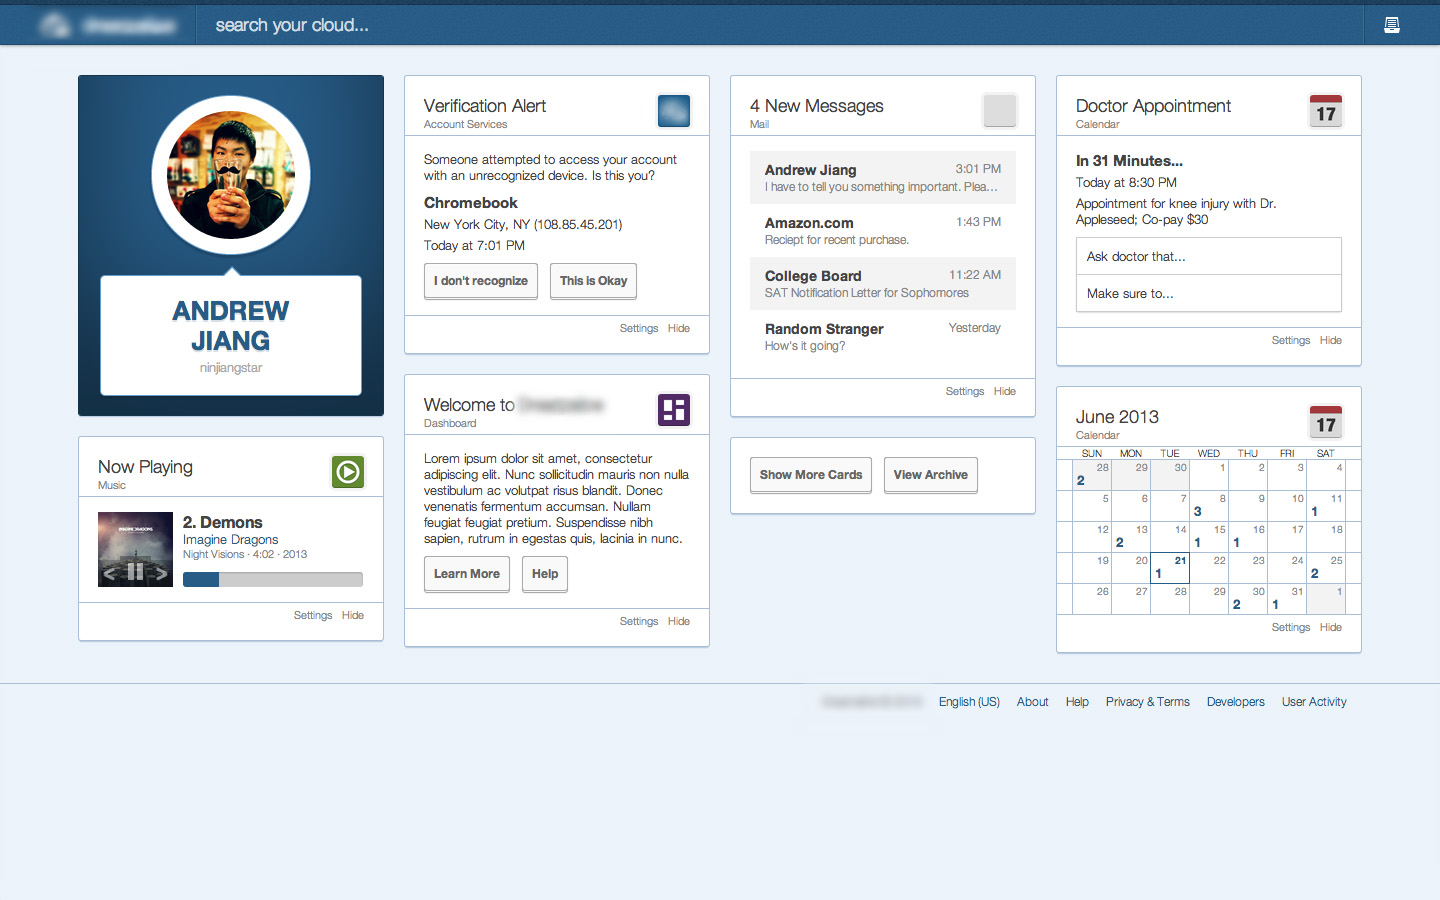 search your cloud...
ANDREW
JIANG
ninjiangstar
Now Playing
Music
2. Demons
Imagine Dragons
Night Visions · 4:02 · 2013
Settings Hide
Verification Alert
Account Services
Someone attempted to access your account
with an unrecognized device. Is this you?
Chromebook
New York City, NY (108.85.45.201)
Today at 7:01 PM
I don't recognize This is Okay
Settings Hide
Welcome to
Dashboard
Lorem ipsum dolor sit amet, consectetur
adipiscing elit. Nunc sollicitudin mauris non nulla
vestibulum ac volutpat risus blandit. Donec
venenatis fermentum accumsan. Nullam
feugiat feugiat pretium. Suspendisse nibh
sapien, rutrum in egestas quis, lacinia in nunc.
Learn More Help
Settings Hide
4 New Messages
Mail
Andrew Jiang 3:01 PM
I have to tell you something important. Plea...
Amazon.com 1:43 PM
Reciept for recent purchase.
College Board 11:22 AM
SAT Notification Letter for Sophomores
Random Stranger Yesterday
How's it going?
Settings Hide
Show More Cards View Archive
Doctor Appointment
Calendar
17
In 31 Minutes...
Today at 8:30 PM
Appointment for knee injury with Dr.
Appleseed; Co-pay $30
Ask doctor that...
Make sure to...
Settings Hide
June 2013
Calendar
17
SUN MON TUE WED THU FRI SAT
28 29 30 1 2 3 4
2
5 6 7 8 9 10 11
3 1
12 13 14 15 16 17 18
2 1 1
19 20 21 22 23 24 25
1 2
26 27 28 29 30 31 1
2 1
Settings Hide
English (US) About Help Privacy & Terms Developers User Activity